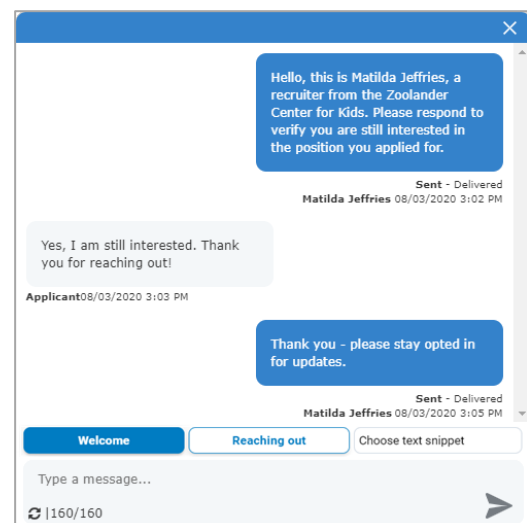 Hello, this is Matilda Jeffries, a
recruiter from the Zoolander
Center for Kids. Please respond to
verify you are still interested in
the position you applied for.
Sent - Delivered
Matilda Jeffries 08/03/2020 3:02 PM
Yes, I am still interested. Thank
you for reaching out!
Applicant08/03/2020 3:03 PM
Thank you - please stay opted in
for updates.
Sent - Delivered
Matilda Jeffries 08/03/2020 3:05 PM
Welcome Reaching out Choose text snippet
Type a message...
|160/160